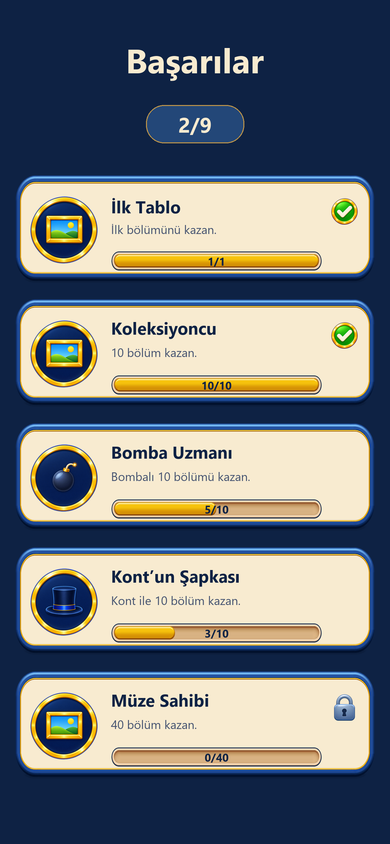 Başarılar
2/9
İlk Tablo
İlk bölümünü kazan.
1/1
Koleksiyoncu
10 bölüm kazan.
10/10
Bomba Uzmanı
Bombalı 10 bölümü kazan.
5/10
Kont’un Şapkası
Kont ile 10 bölüm kazan.
3/10
Müze Sahibi
40 bölüm kazan.
0/40